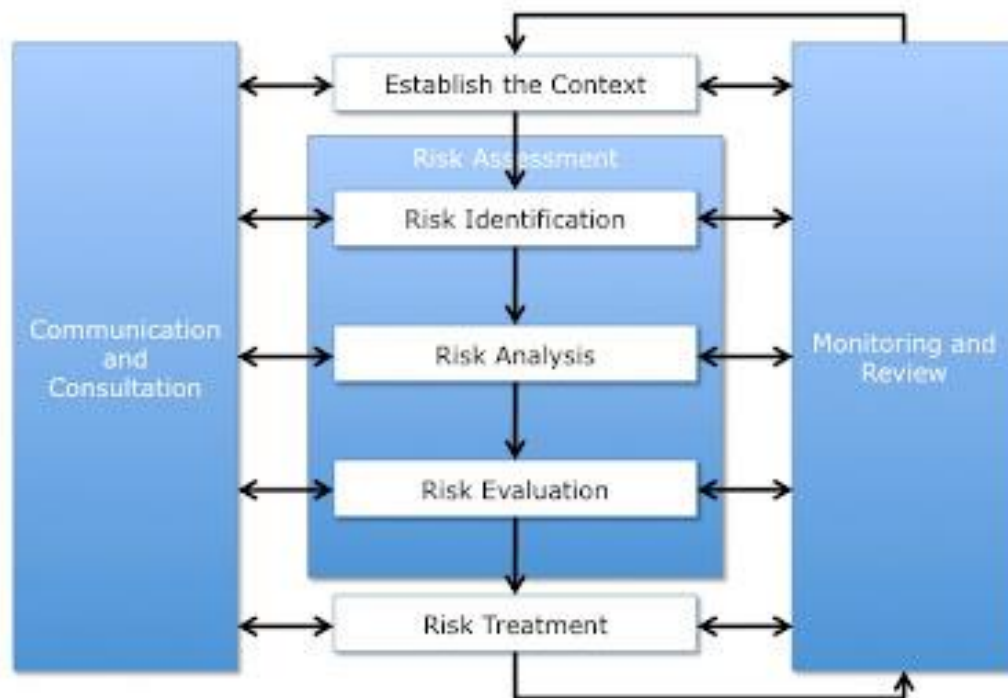 Establish the Context
Risk Assessment
Risk Identification
Communication
and
Consultation
Risk Analysis
Monitoring and
Review
Risk Evaluation
Risk Treatment